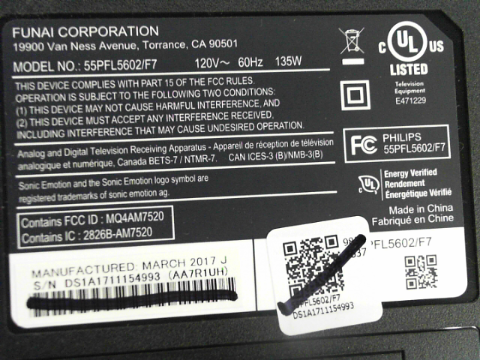 FUNAI CORPORATION
19900 Van Ness Avenue, Torrance, CA 90501
MODEL NO.: 55PFL5602/F7 120V~ 60Hz 135W
THIS DEVICE COMPLIES WITH PART 15 OF THE FCC RULES.
OPERATION IS SUBJECT TO THE FOLLOWING TWO CONDITIONS:
(1) THIS DEVICE MAY NOT CAUSE HARMFUL INTERFERENCE, AND
(2) THIS DEVICE MUST ACCEPT ANY INTERFERENCE RECEIVED,
INCLUDING INTERFERENCE THAT MAY CAUSE UNDESIRED OPERATION.
Analog and Digital Television Receiving Apparatus - Appareil de réception de télévision
analogique et numérique, Canada BETS-7 / NTMR-7. CAN ICES-3 (B)/NMB-3(B)
Sonic Emotion and the Sonic Emotion logo symbol are
registered trademarks of sonic emotion ag.
Contains FCC ID : MQ4AM7520
Contains IC : 2826B-AM7520
MANUFACTURED: MARCH 2017 J
S/N DS1A1711154993 (AA7R1UH)
C UL US
LISTED
Television
Equipment
E471229
FC PHILIPS
55PFL5602/F7
UL
Energy Verified
Rendement
Énergétique Vérifié
Made in China
Fabriqué en Chine
PFL5602/F7
PFL5602/F7
DS1A1711154993